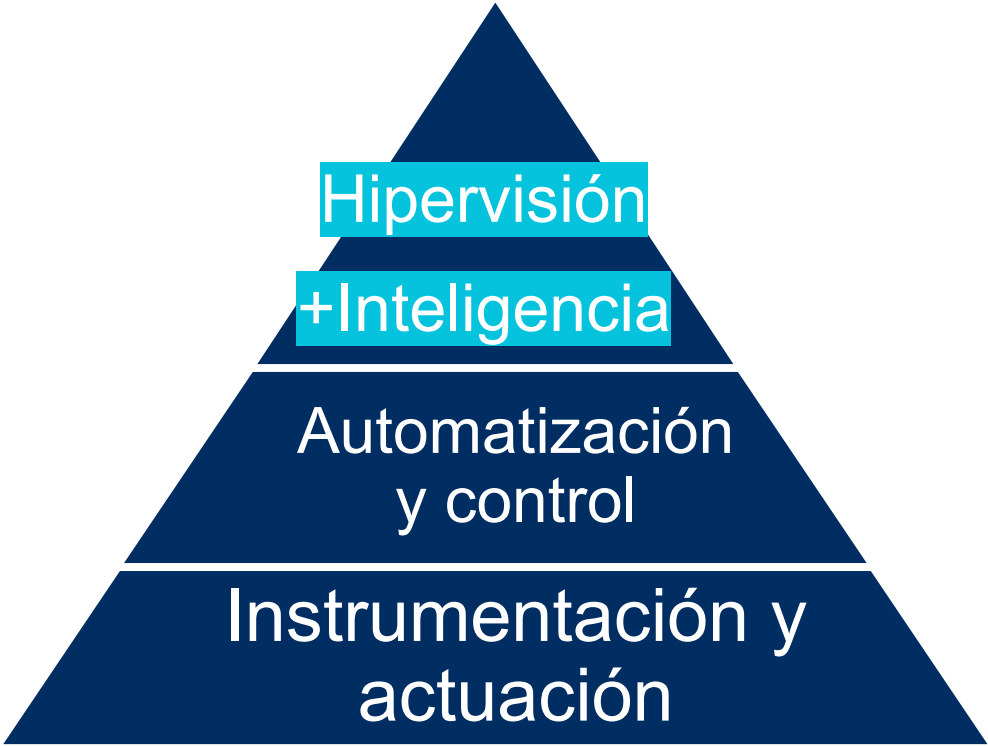 Hipervisión
+Inteligencia
Automatización
y control
Instrumentación y
actuación